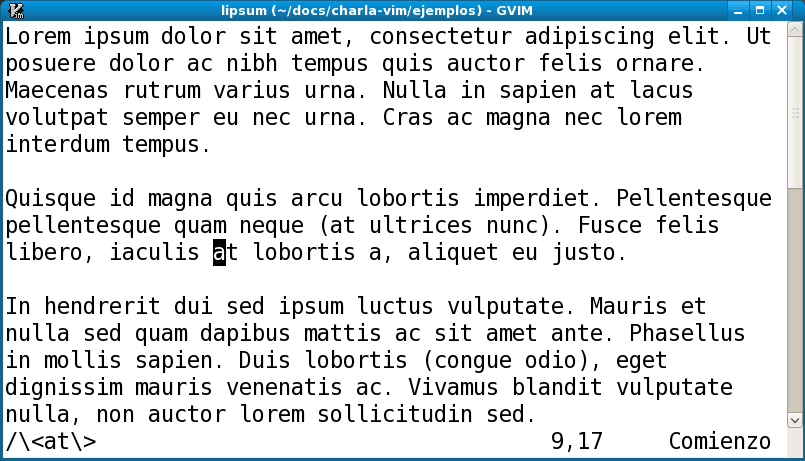 lipsum (~/docs/charla-vim/ejemplos) - GVIM
Lorem ipsum dolor sit amet, consectetur adipiscing elit. Ut
posuere dolor ac nibh tempus quis auctor felis ornare.
Maecenas rutrum varius urna. Nulla in sapien at lacus
volutpat semper eu nec urna. Cras ac magna nec lorem
interdum tempus.

Quisque id magna quis arcu lobortis imperdiet. Pellentesque
pellentesque quam neque (at ultrices nunc). Fusce felis
libero, iaculis at lobortis a, aliquet eu justo.

In hendrerit dui sed ipsum luctus vulputate. Mauris et
nulla sed quam dapibus mattis ac sit amet ante. Phasellus
in mollis sapien. Duis lobortis (congue odio), eget
dignissim mauris venenatis ac. Vivamus blandit vulputate
nulla, non auctor lorem sollicitudin sed.
/\<at\> 9,17 Comienzo